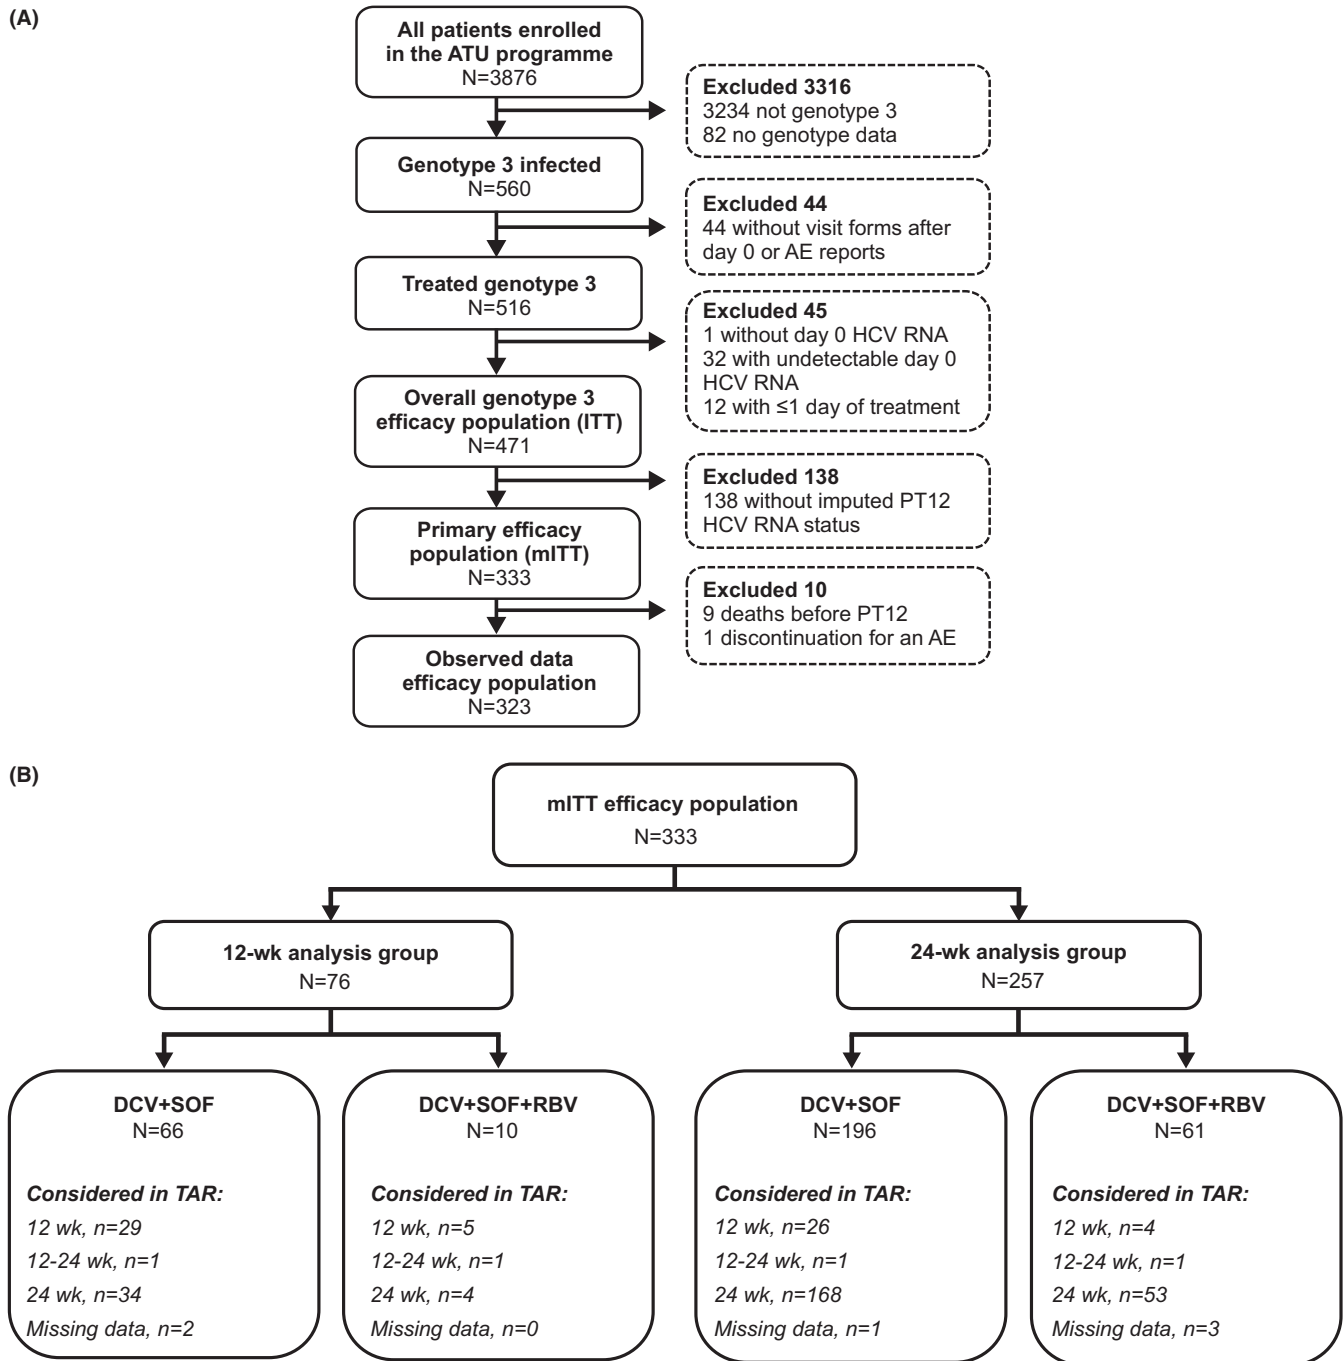 (A)
All patients enrolled
in the ATU programme
N=3876
Excluded 3316
3234 not genotype 3
82 no genotype data
Genotype 3 infected
N=560
Excluded 44
44 without visit forms after
day 0 or AE reports
Treated genotype 3
N=516
Excluded 45
1 without day 0 HCV RNA
32 with undetectable day 0
HCV RNA
12 with ≤1 day of treatment
Overall genotype 3
efficacy population (ITT)
N=471
Excluded 138
138 without imputed PT12
HCV RNA status
Primary efficacy
population (mITT)
N=333
Excluded 10
9 deaths before PT12
1 discontinuation for an AE
Observed data
efficacy population
N=323
(B)
mITT efficacy population
N=333
12-wk analysis group
N=76
24-wk analysis group
N=257
DCV+SOF
N=66
Considered in TAR:
12 wk, n=29
12-24 wk, n=1
24 wk, n=34
Missing data, n=2
DCV+SOF+RBV
N=10
Considered in TAR:
12 wk, n=5
12-24 wk, n=1
24 wk, n=4
Missing data, n=0
DCV+SOF
N=196
Considered in TAR:
12 wk, n=26
12-24 wk, n=1
24 wk, n=168
Missing data, n=1
DCV+SOF+RBV
N=61
Considered in TAR:
12 wk, n=4
12-24 wk, n=1
24 wk, n=53
Missing data, n=3